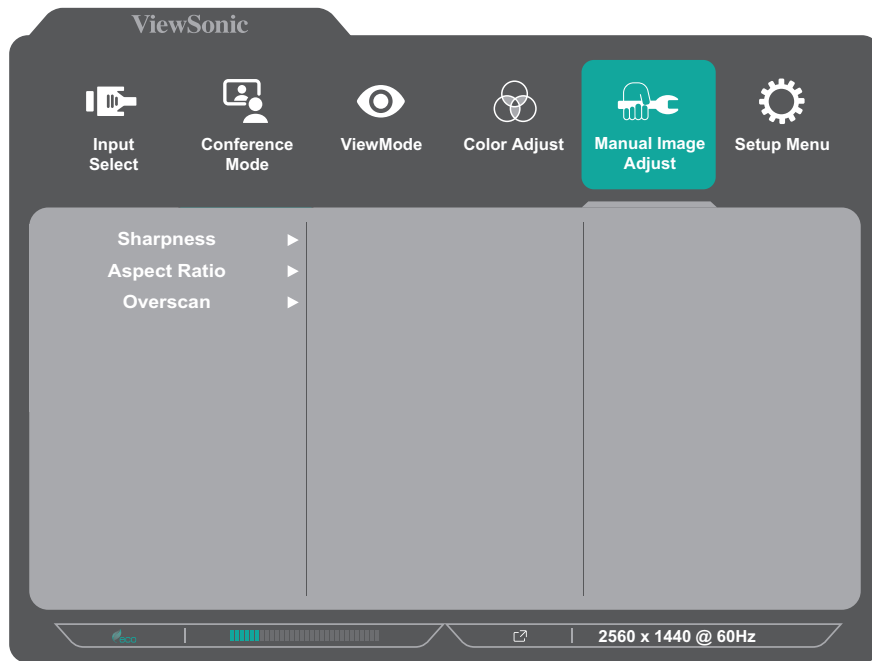 ViewSonic
Input
Select
Conference
Mode
ViewMode
Color Adjust
Manual Image
Adjust
Setup Menu
Sharpness
Aspect Ratio
Overscan
eco
2560 x 1440 @ 60Hz